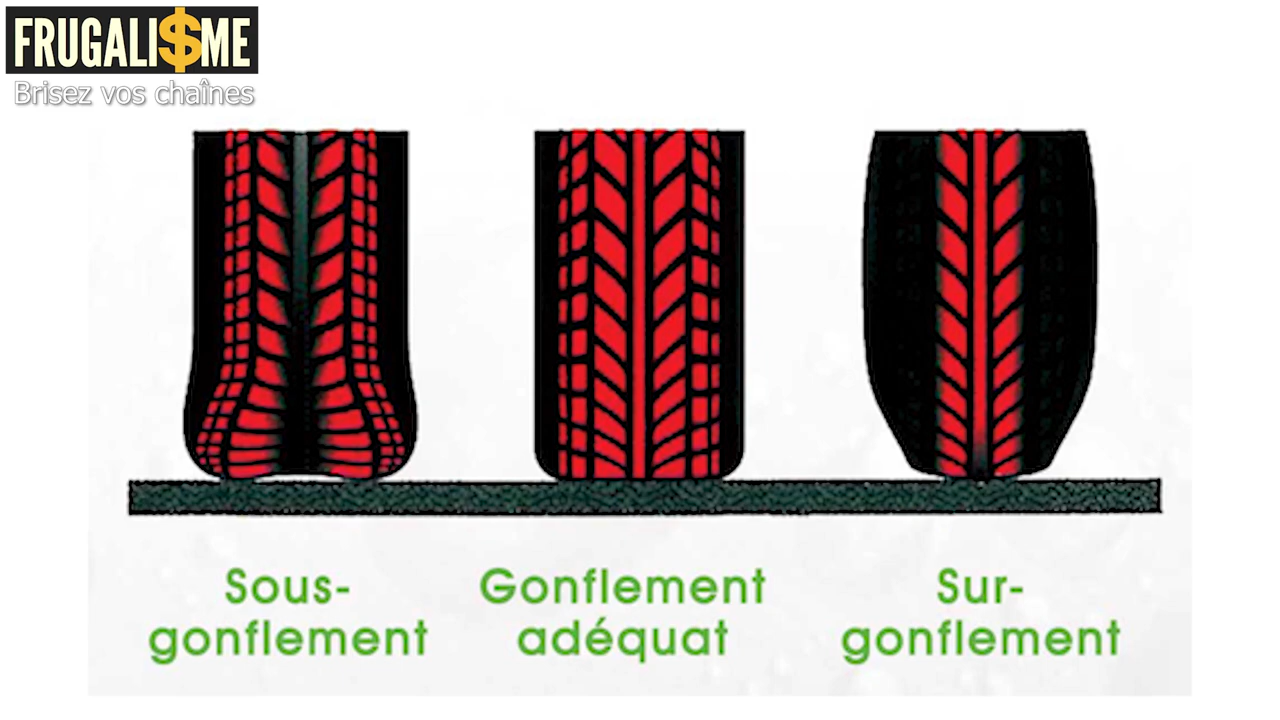 FRUGALI$ME
Brisez vos chaînes
Sous-
gonflement
Gonflement
adéquat
Sur-
gonflement